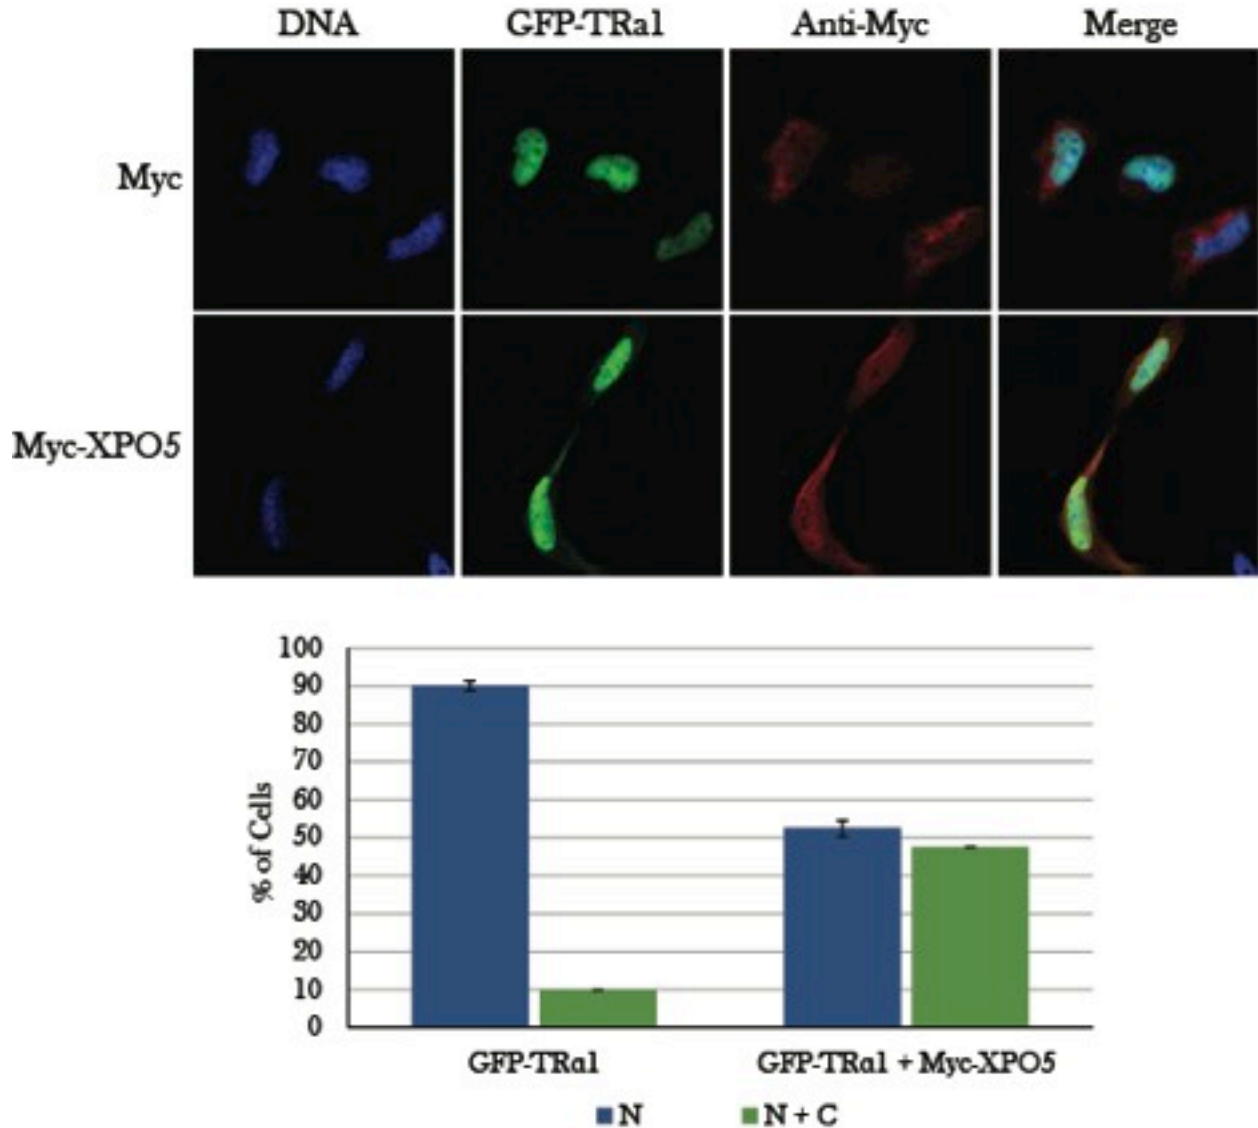 DNA GFP-TRa1 Anti-Myc Merge
Myc
Myc-XPO5
100
90
80
70
60
50
40
30
20
10
0
% of Cells
GFP-TRa1 GFP-TRa1 + Myc-XPO5
N N + C